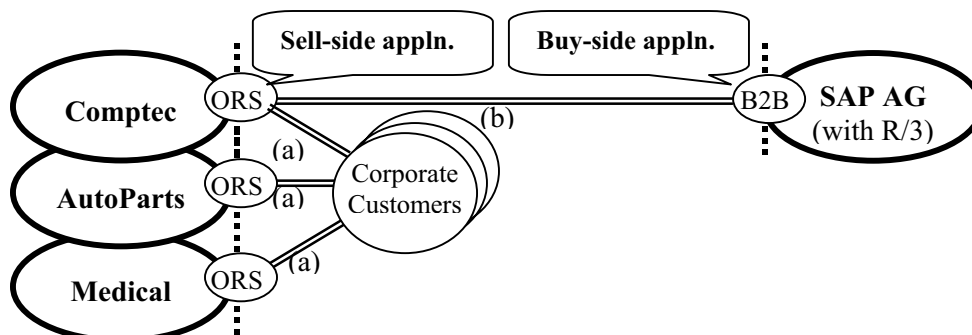 Sell-side appln.
Buy-side appln.
Comptec
ORS
B2B
SAP AG
(with R/3)
(b)
(a)
Corporate
Customers
AutoParts
ORS
(a)
Medical
ORS
(a)